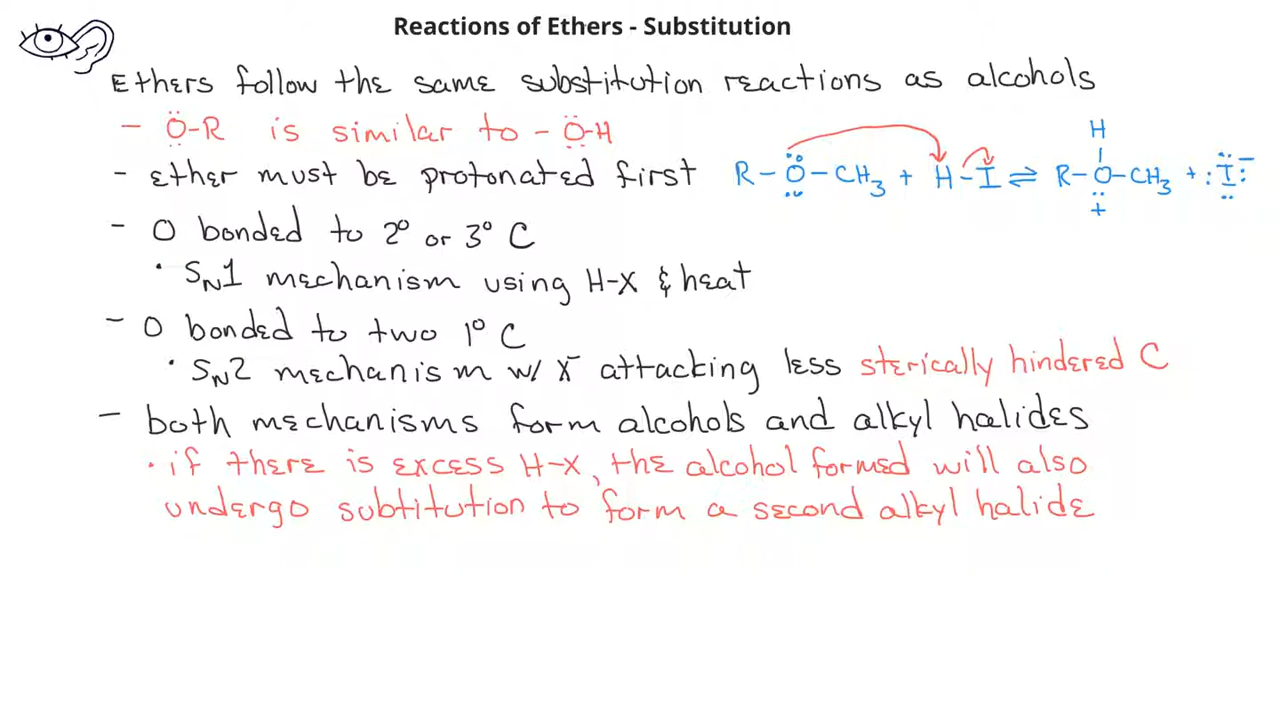 Reactions of Ethers - Substitution
Ethers follow the same substitution reactions as alcohols
- Ö-R is similar to -Ö-H
- ether must be protonated first R-O-CH₃ + H-I ⇌ R-O-CH₃ + :I:⁻
H
+
- O bonded to 2° or 3° C
· SN1 mechanism using H-X & heat
- O bonded to two 1° C
· SN2 mechanism w/ X⁻ attacking less sterically hindered C
- both mechanisms form alcohols and alkyl halides
· if there is excess H-X, the alcohol formed will also
undergo subtitution to form a second alkyl halide